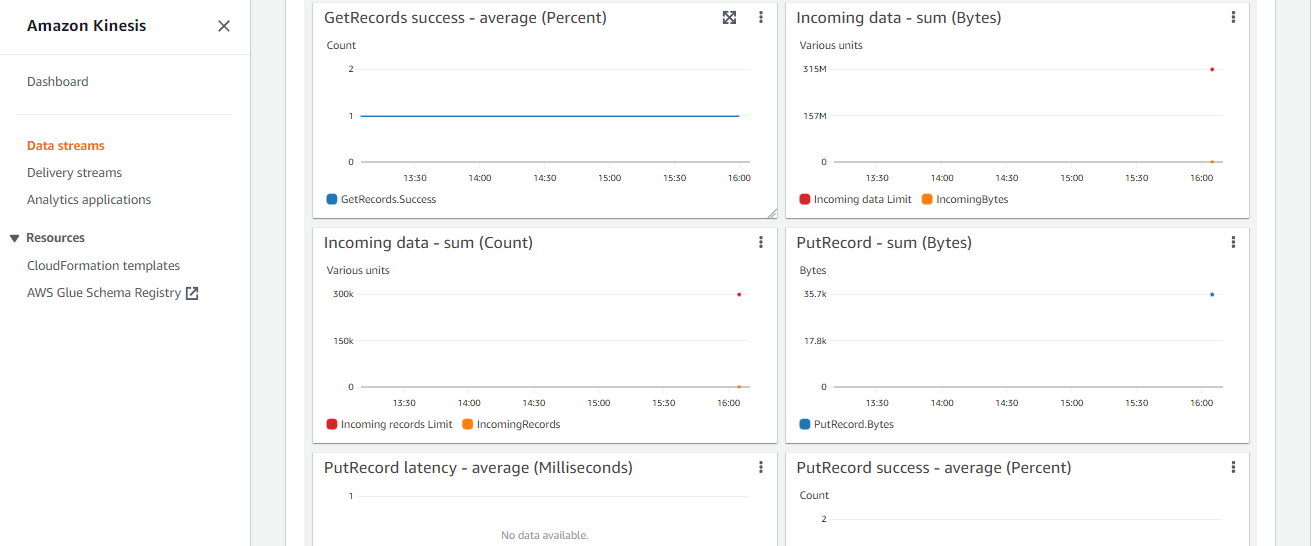 Amazon Kinesis
Dashboard
Data streams
Delivery streams
Analytics applications
Resources
CloudFormation templates
AWS Glue Schema Registry
GetRecords success - average (Percent)
Count
2
1
0
13:30 14:00 14:30 15:00 15:30 16:00
GetRecords.Success
Incoming data - sum (Bytes)
Various units
315M
157M
0
13:30 14:00 14:30 15:00 15:30 16:00
Incoming data Limit IncomingBytes
Incoming data - sum (Count)
Various units
300k
150k
0
13:30 14:00 14:30 15:00 15:30 16:00
Incoming records Limit IncomingRecords
PutRecord - sum (Bytes)
Bytes
35.7k
17.8k
0
13:30 14:00 14:30 15:00 15:30 16:00
PutRecord.Bytes
PutRecord latency - average (Milliseconds)
1
No data available.
PutRecord success - average (Percent)
Count
2